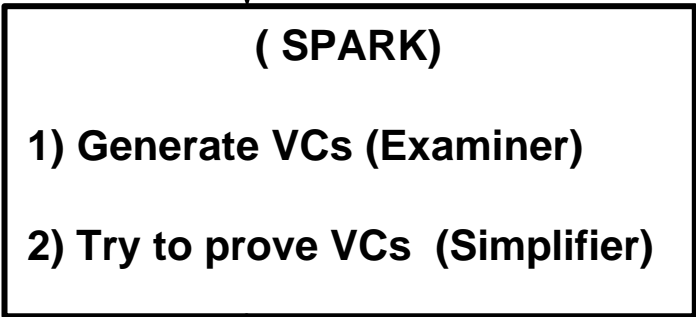 ( SPARK)
1) Generate VCs (Examiner)
2) Try to prove VCs (Simplifier)